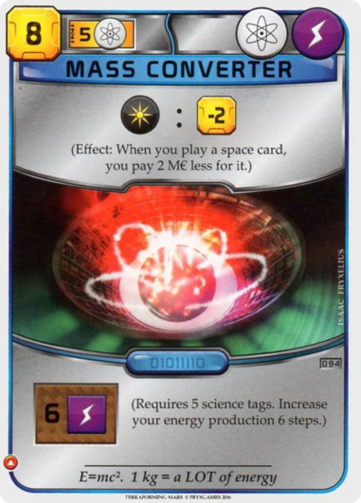 8
5
MASS CONVERTER
: -2
(Effect: When you play a space card,
you pay 2 M€ less for it.)
ISAAC FRYXELIUS
01011110
094
6
(Requires 5 science tags. Increase
your energy production 6 steps.)
E=mc². 1 kg = a LOT of energy
TERRAFORMING MARS © FRYXGAMES 2016